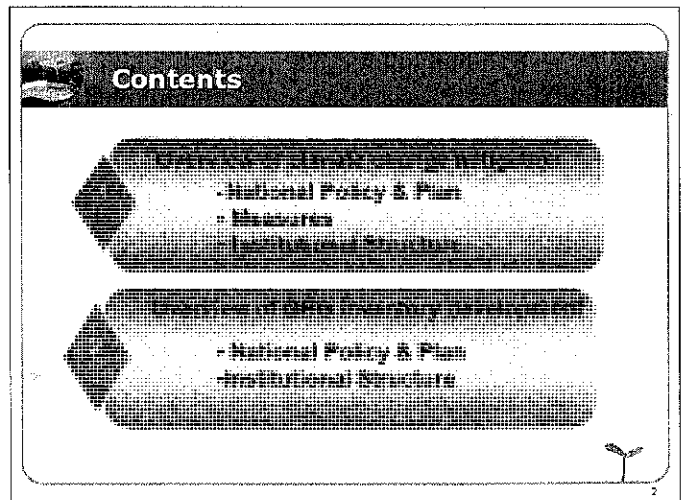 Contents
Overview of climate change mitigation
- National Policy & Plan
- Measures
- Institutional Structure
Overview of GHG inventory development
- National Policy & Plan
-Institutional Structure
2